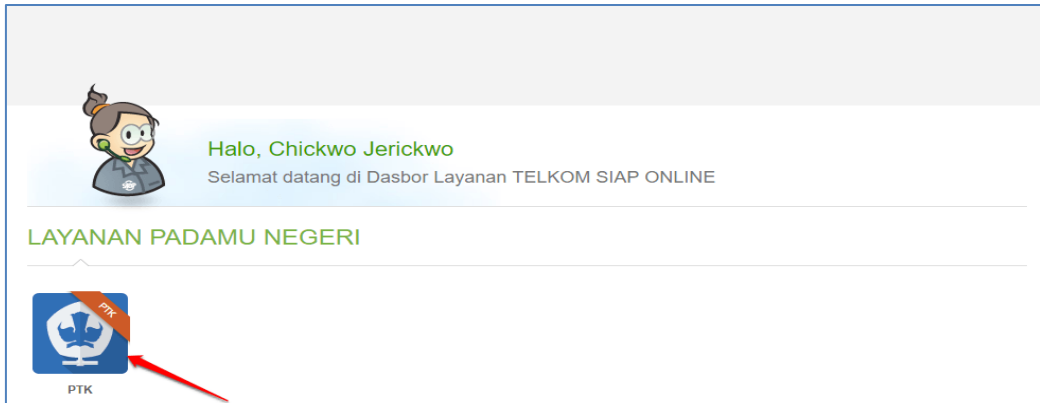 Halo, Chickwo Jerickwo
Selamat datang di Dasbor Layanan TELKOM SIAP ONLINE
LAYANAN PADAMU NEGERI
PTK
PTK